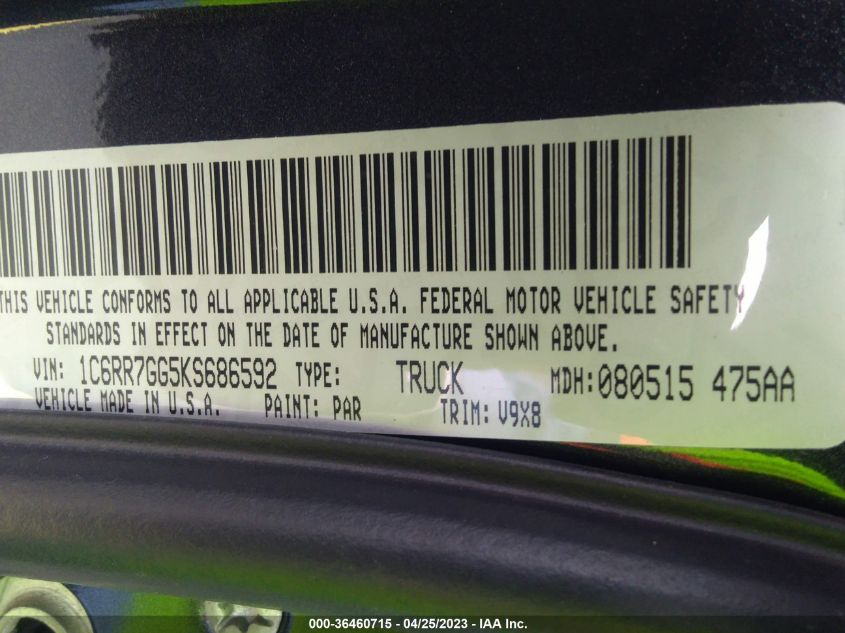 THIS VEHICLE CONFORMS TO ALL APPLICABLE U.S.A. FEDERAL MOTOR VEHICLE SAFETY
STANDARDS IN EFFECT ON THE DATE OF MANUFACTURE SHOWN ABOVE.
VIN: 1C6RR7GG5KS686592 TYPE: TRUCK MDH:080515 475AA
VEHICLE MADE IN U.S.A. PAINT: PAR TRIM: V9X8
000-36460715 - 04/25/2023 - IAA Inc.